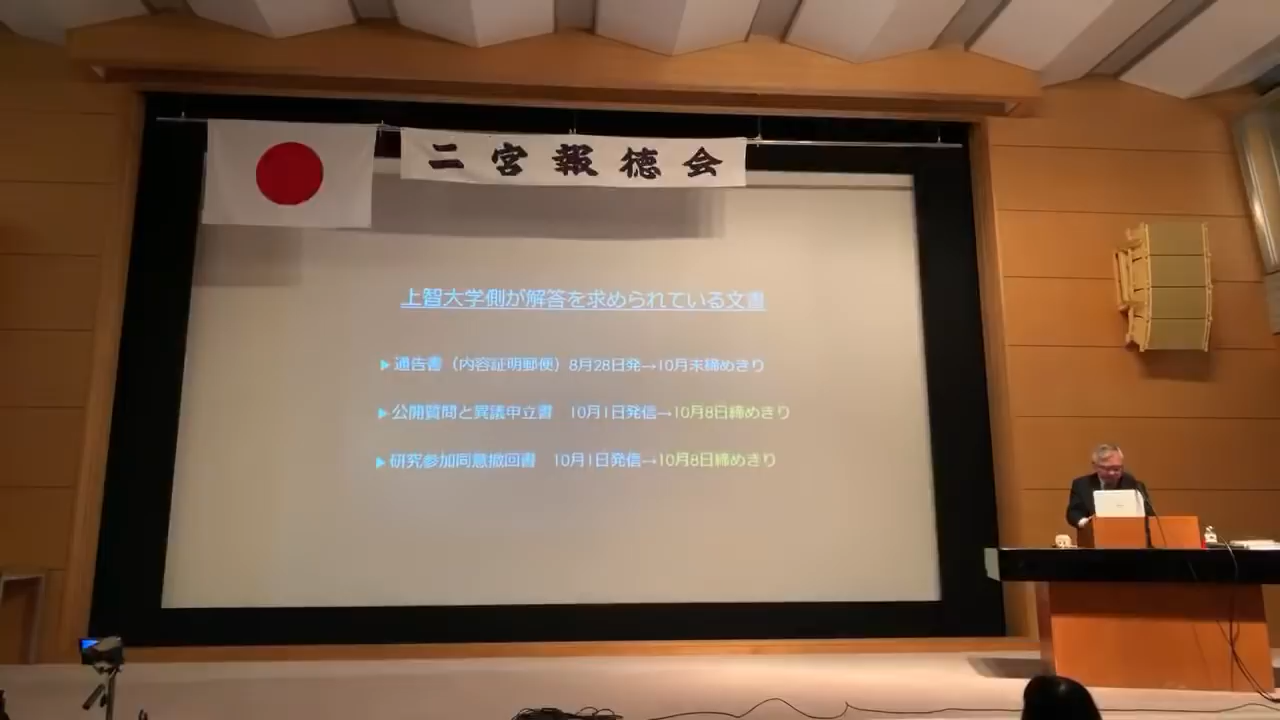 二宮報徳会
上智大学側が解答を求められている文書
▶通告書（内容証明郵便）8月28日発→10月末締めきり
▶公開質問と異議申立書　10月1日発信→10月8日締めきり
▶研究参加同意撤回書　10月1日発信→10月8日締めきり